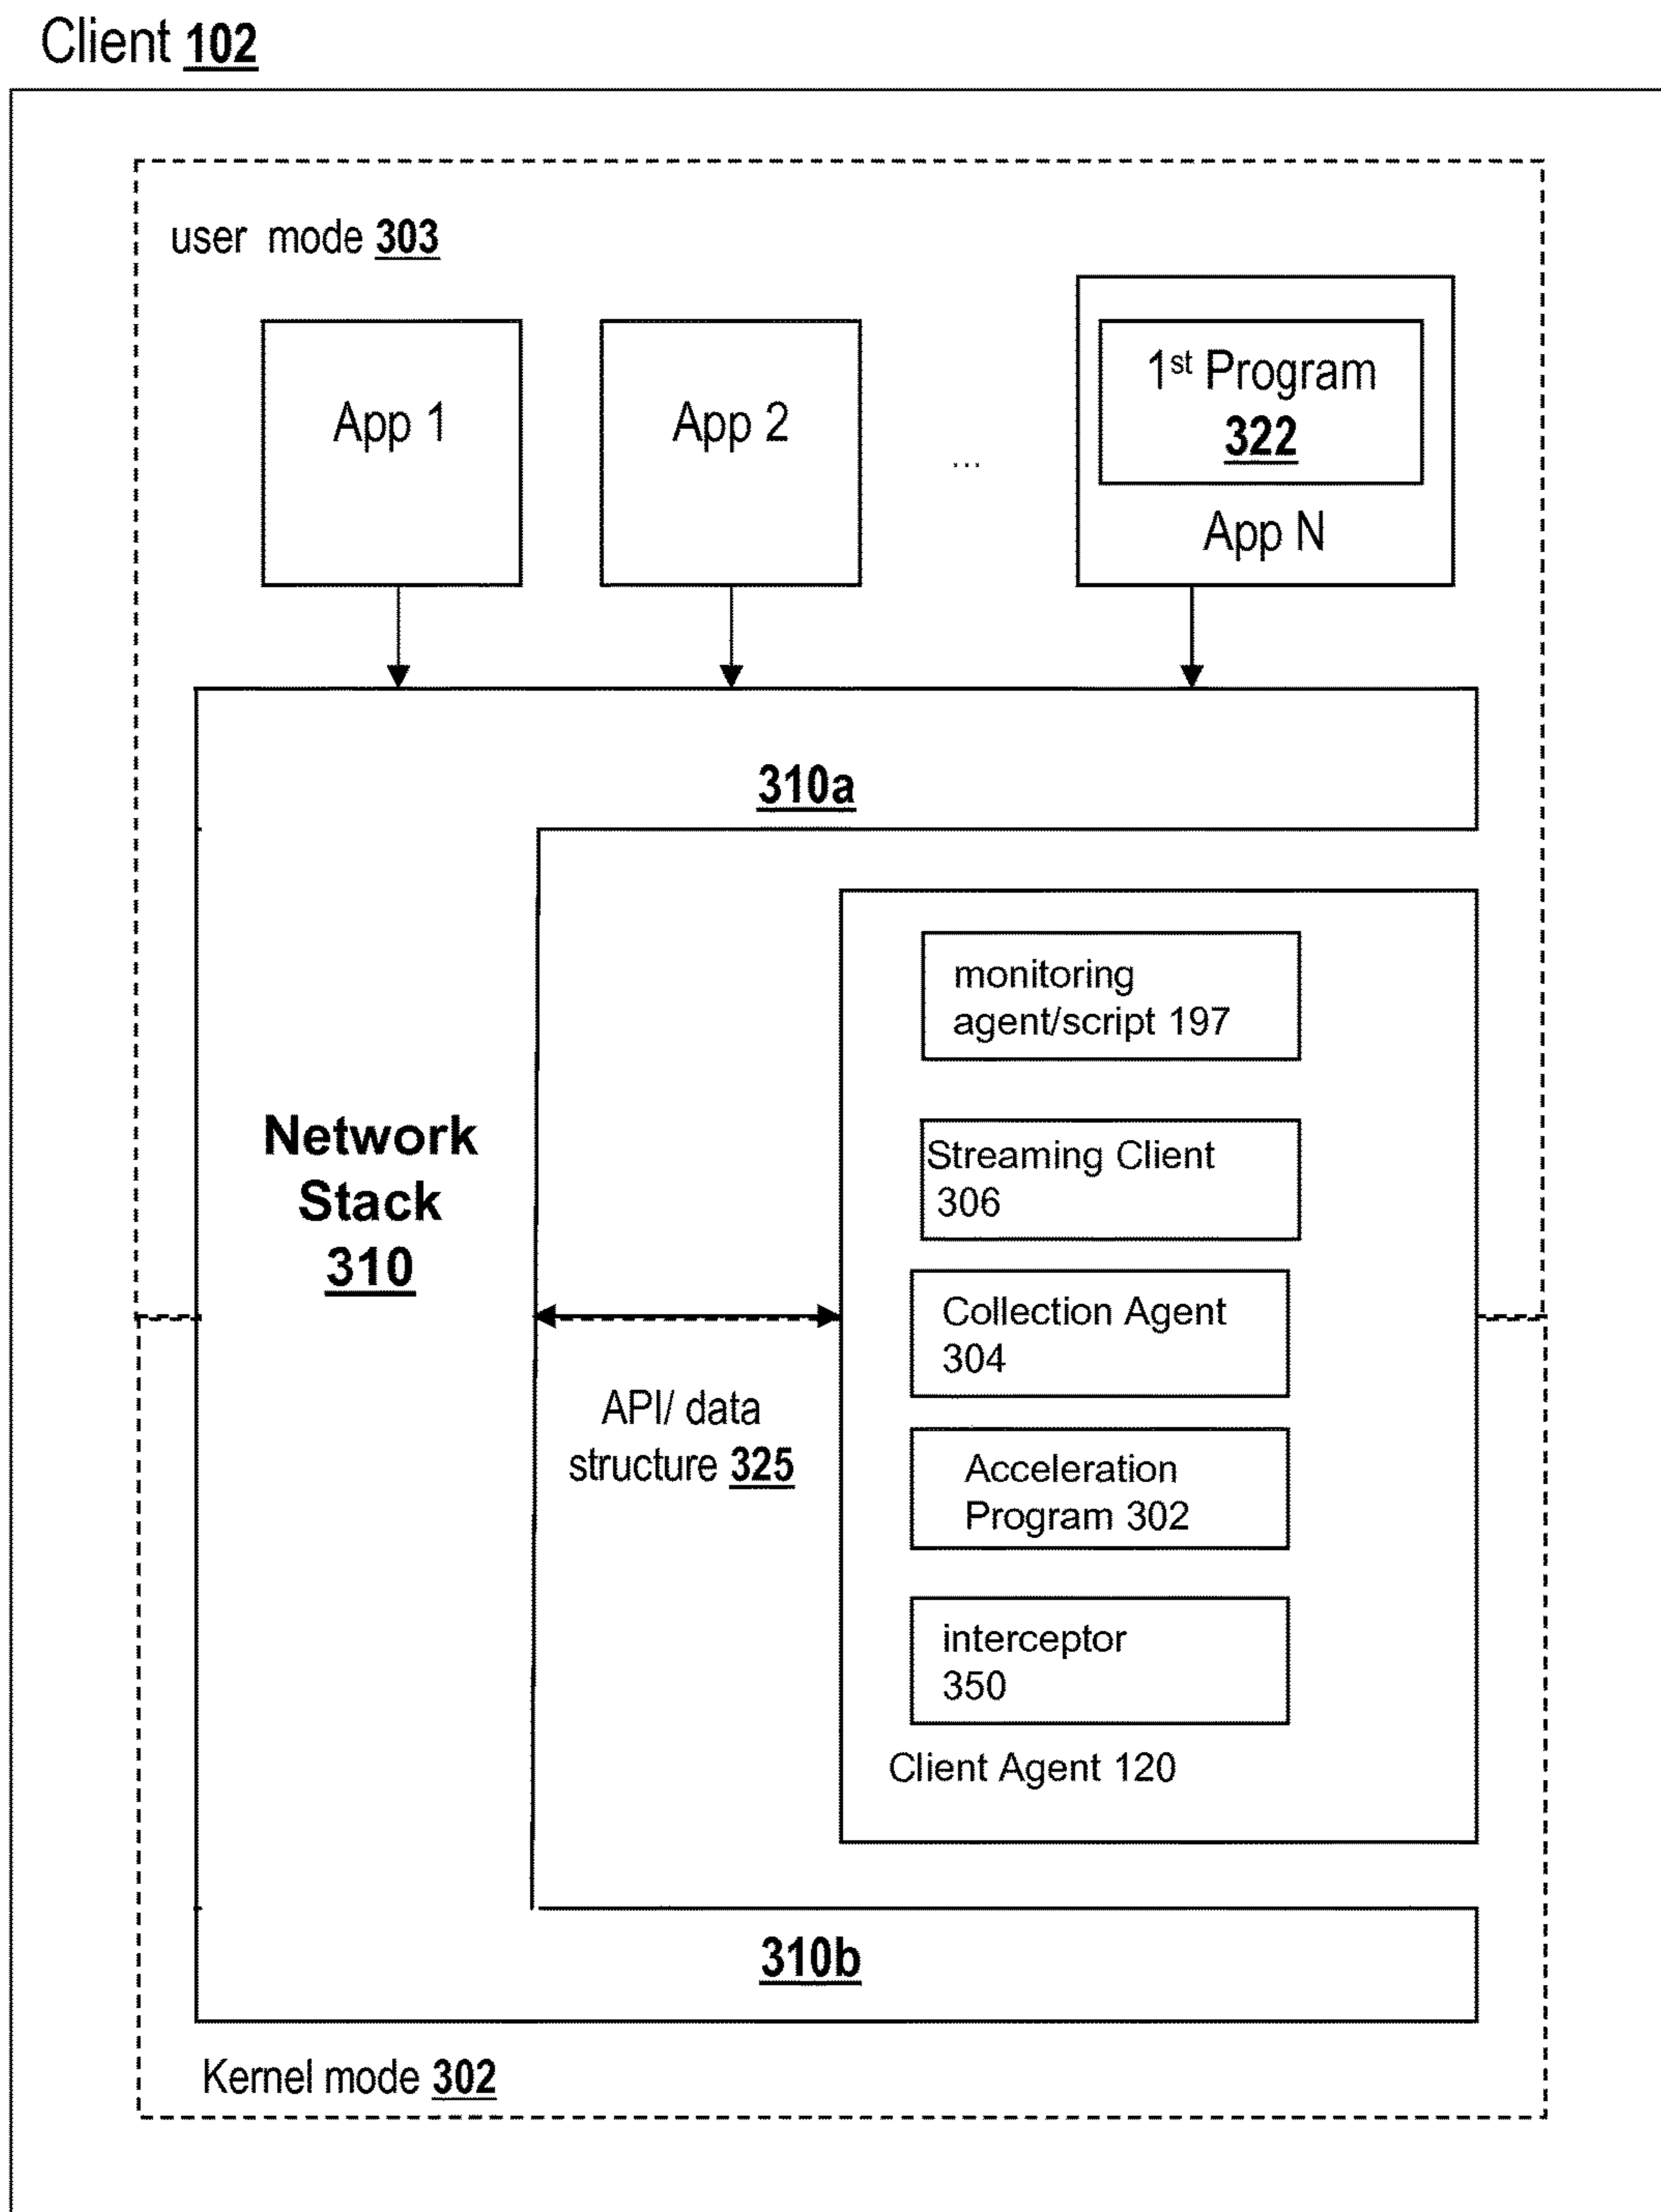 Client 102
user mode 303
App 1
App 2
...
1st Program
322
App N
310a
monitoring
agent/script 197
Streaming Client
306
Network
Stack
310
Collection Agent
304
API/ data
structure 325
Acceleration
Program 302
interceptor
350
Client Agent 120
310b
Kernel mode 302